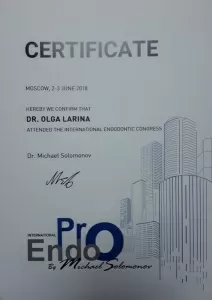 CERTIFICATE
MOSCOW, 2-3 JUNE 2018
HEREBY WE CONFIRM THAT
DR. OLGA LARINA
ATTENDED THE INTERNATIONAL ENDODONTIC CONGRESS
Dr. Michael Solomonov
INTERNATIONAL
Pro
Endo
By Michael Solomonov